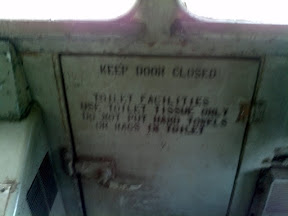 KEEP DOOR CLOSED
TOILET FACILITIES
USE TOILET TISSUE ONLY
DO NOT PUT HAND TOWELS
OR RAGS IN TOILET